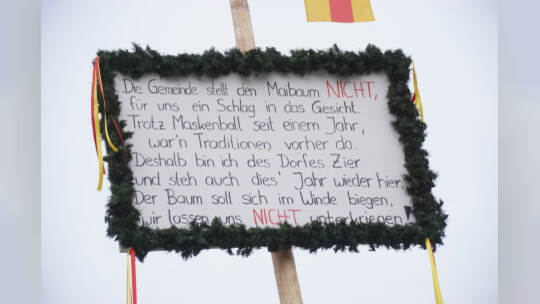 Die Gemeinde stellt den Maibaum NICHT,
für uns ein Schlag in das Gesicht.
Trotz Maskenball seit einem Jahr,
war'n Traditionen vorher da.
Deshalb bin ich des Dorfes Zier
und steh auch dies' Jahr wieder hier.
Der Baum soll sich im Winde biegen,
wir lassen uns NICHT unterkriegen!